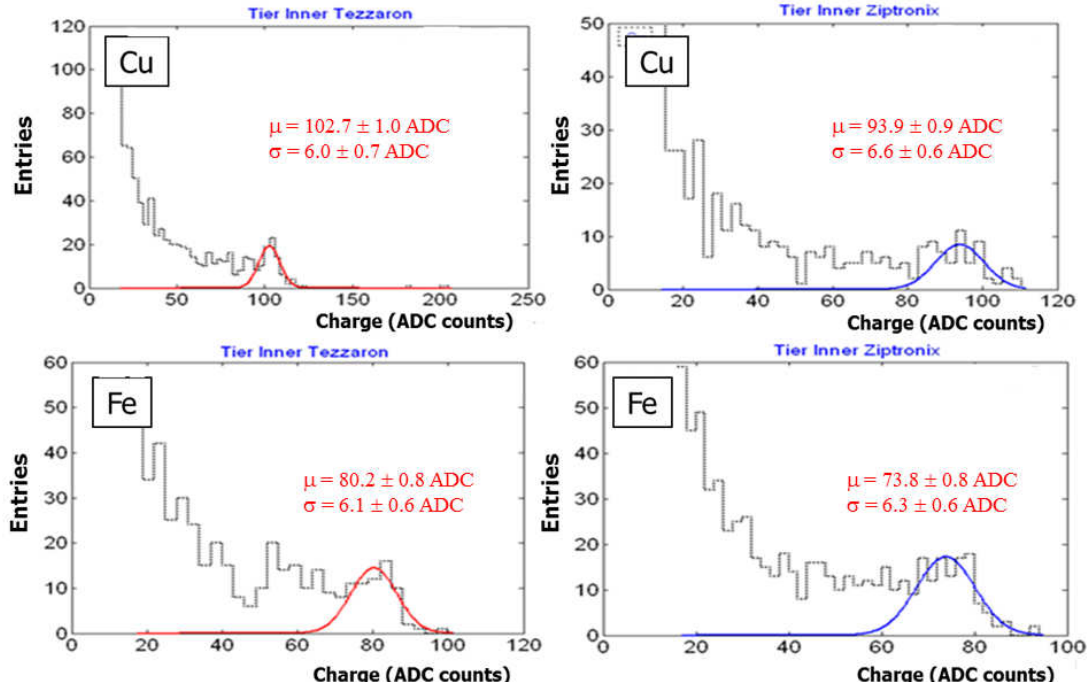 Tier Inner Tezzaron
120
100
80
60
40
20
0
Entries
Cu
μ = 102.7 ± 1.0 ADC
σ = 6.0 ± 0.7 ADC
0 50 100 150 200 250
Charge (ADC counts)
Tier Inner Ziptronix
50
40
30
20
10
0
Entries
Cu
μ = 93.9 ± 0.9 ADC
σ = 6.6 ± 0.6 ADC
20 40 60 80 100 120
Charge (ADC counts)
Tier Inner Tezzaron
60
50
40
30
20
10
0
Entries
Fe
μ = 80.2 ± 0.8 ADC
σ = 6.1 ± 0.6 ADC
0 20 40 60 80 100 120
Charge (ADC counts)
Tier Inner Ziptronix
60
50
40
30
20
10
0
Entries
Fe
μ = 73.8 ± 0.8 ADC
σ = 6.3 ± 0.6 ADC
20 40 60 80 100
Charge (ADC counts)